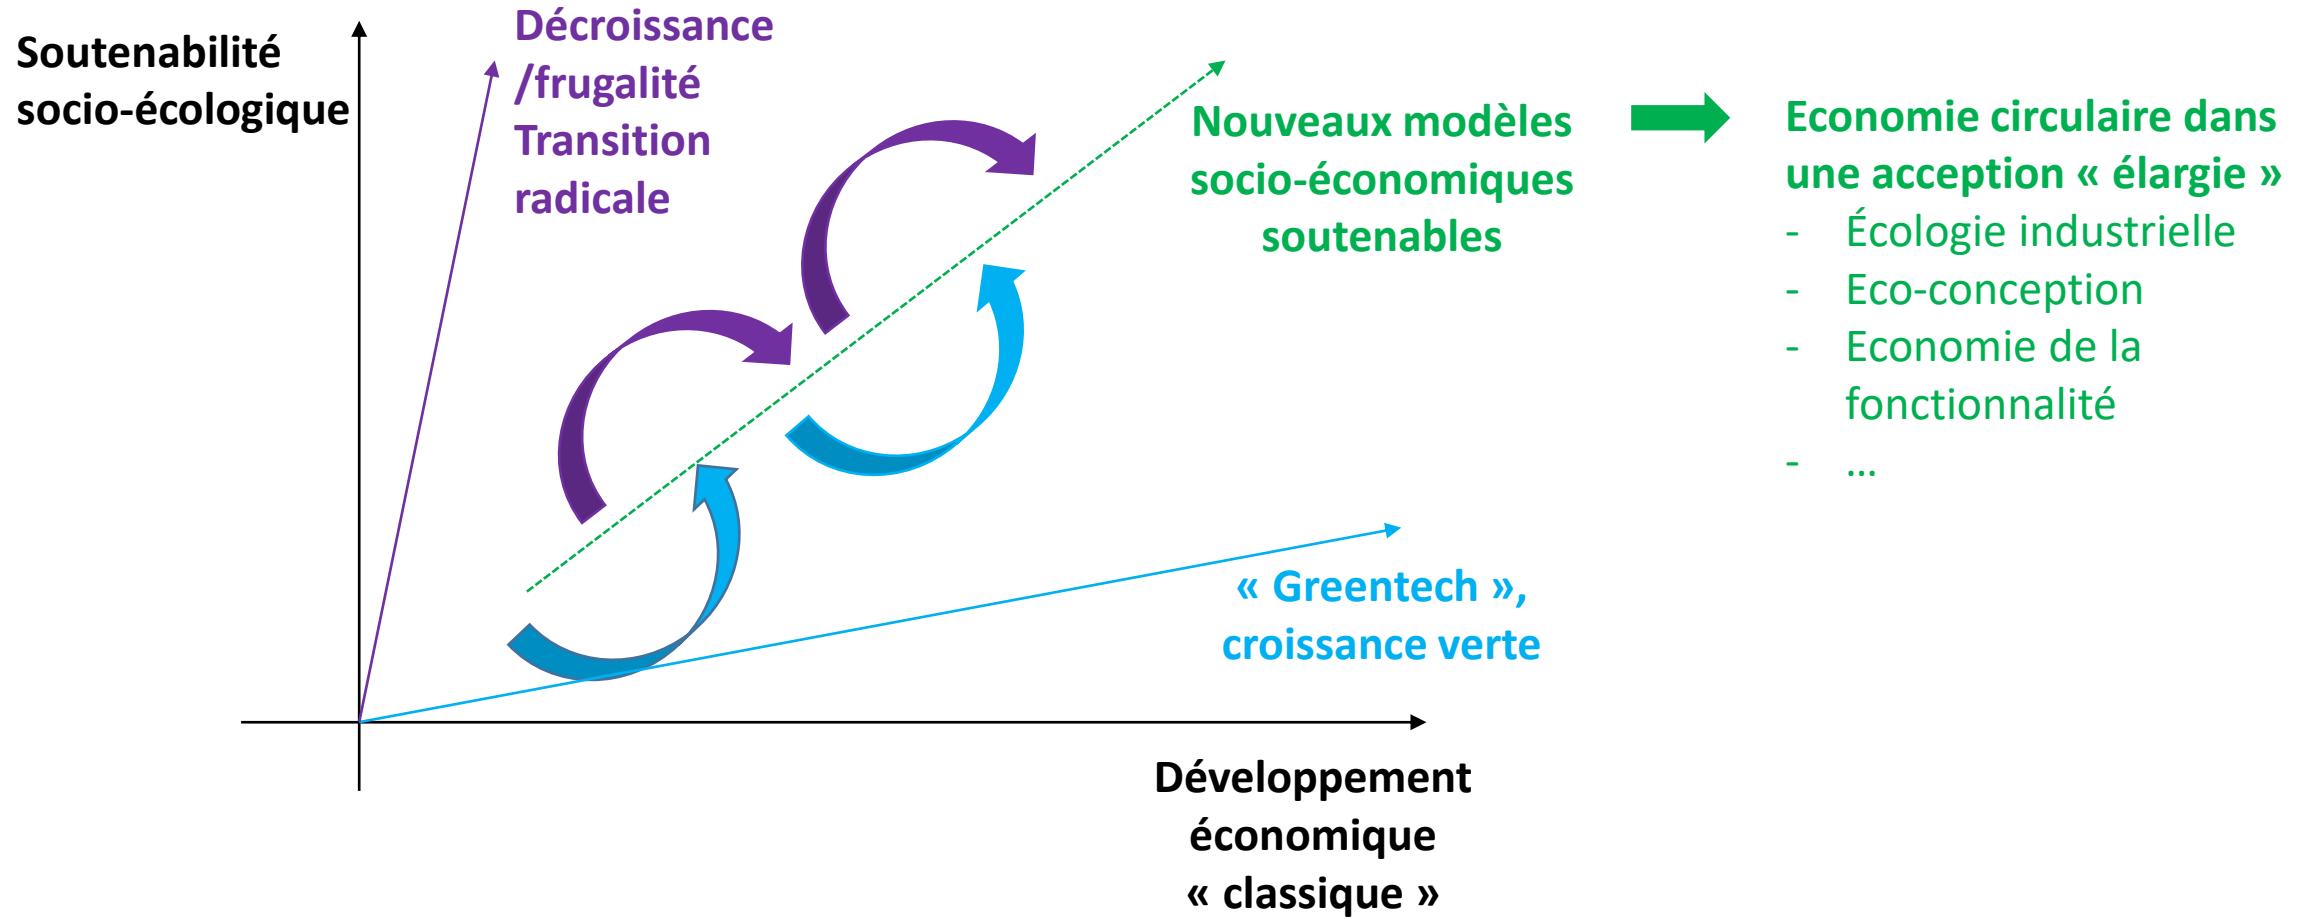 Soutenabilité
socio-écologique
Décroissance
/frugalité
Transition
radicale
Nouveaux modèles
socio-économiques
soutenables
Economie circulaire dans
une acception « élargie »
- Écologie industrielle
- Eco-conception
- Economie de la
fonctionnalité
- ...
« Greentech »,
croissance verte
Développement
économique
« classique »